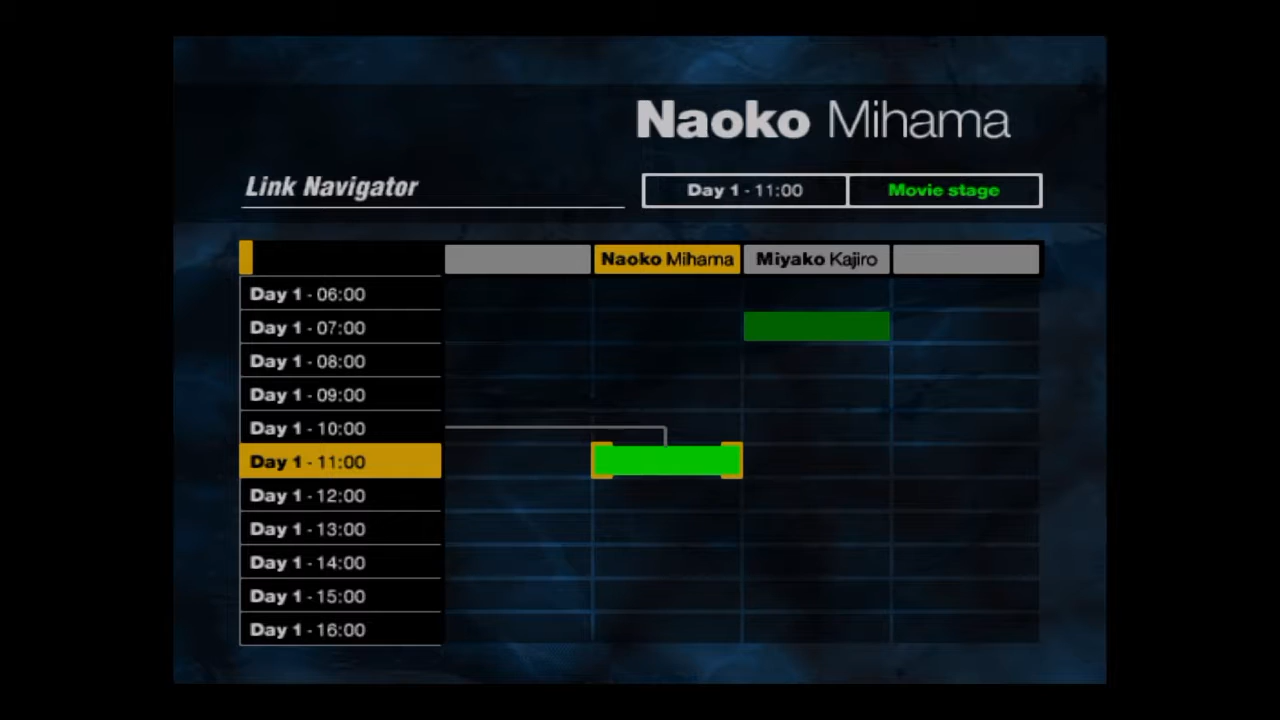 Naoko Mihama
Link Navigator
Day 1 - 11:00
Movie stage
Naoko Mihama
Miyako Kajiro
Day 1 - 06:00
Day 1 - 07:00
Day 1 - 08:00
Day 1 - 09:00
Day 1 - 10:00
Day 1 - 11:00
Day 1 - 12:00
Day 1 - 13:00
Day 1 - 14:00
Day 1 - 15:00
Day 1 - 16:00